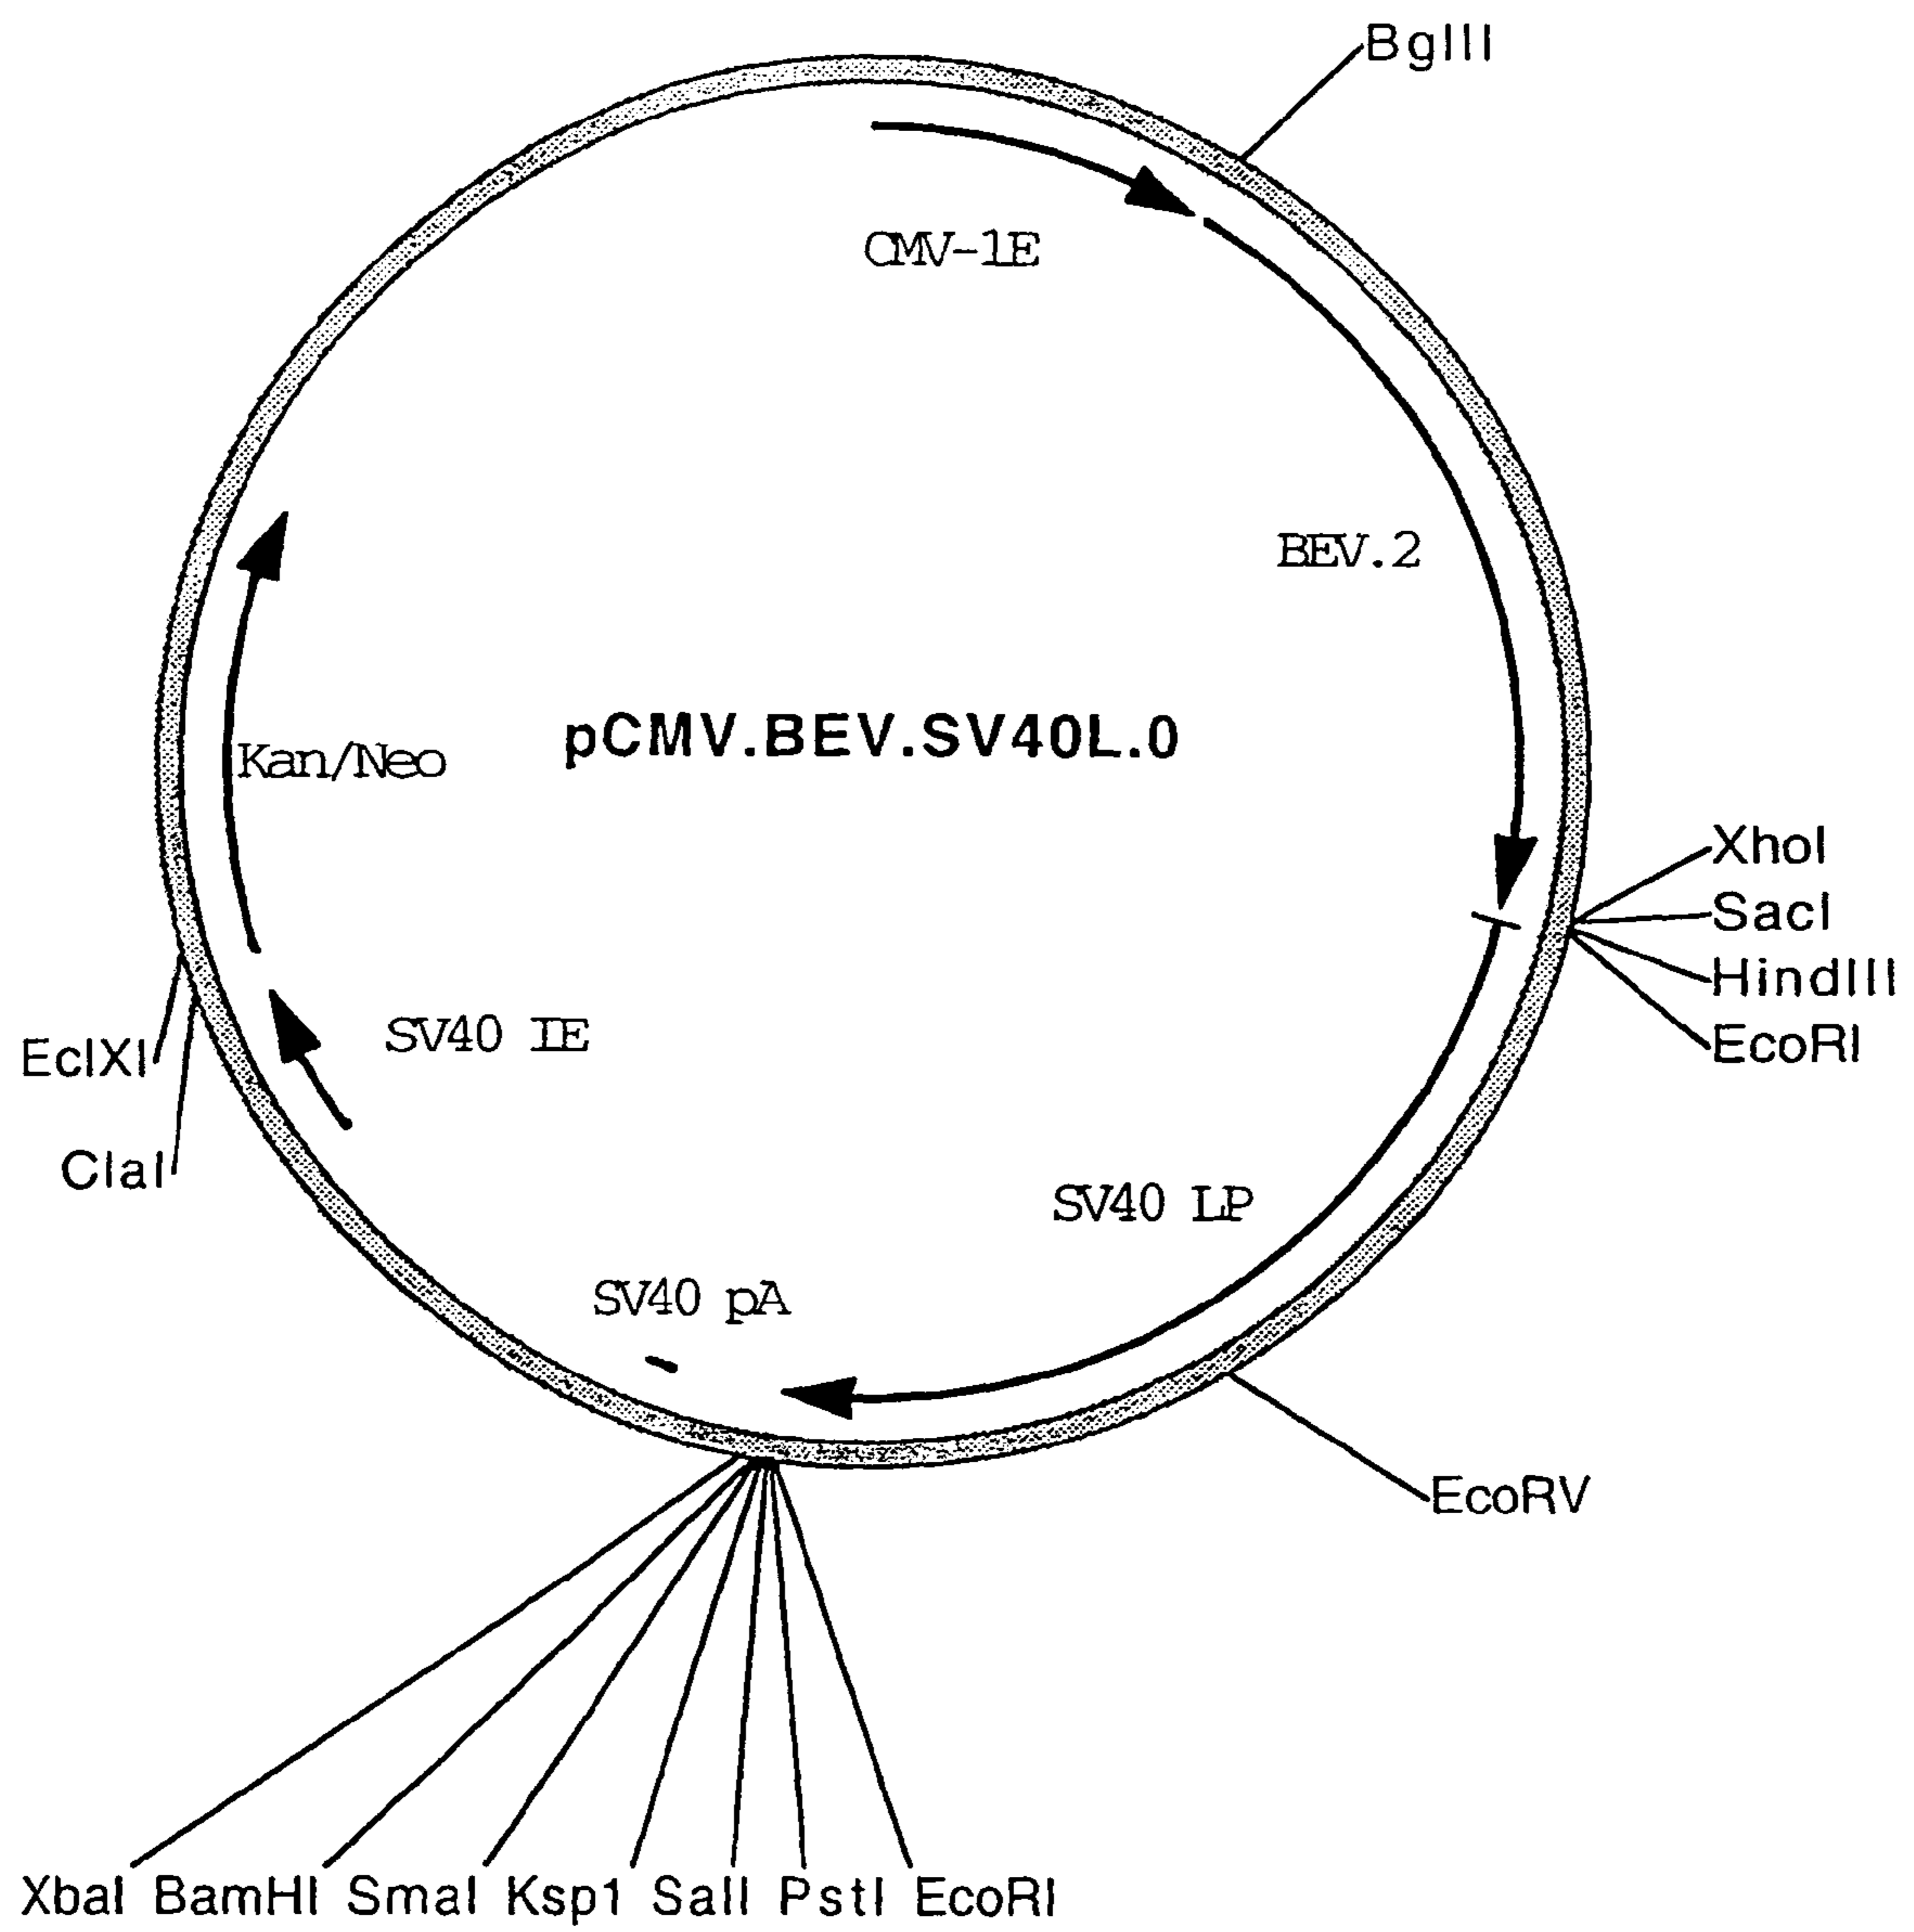 BglII
CMV-1E
BEV.2
pCMV.BEV.SV40L.0
Kan/Neo
XhoI
SacI
HindIII
EcoRI
SV40 IE
EclXI
ClaI
SV40 LP
SV40 pA
EcoRV
XbaI BamHI SmaI Ksp1 SalI PstI EcoRI